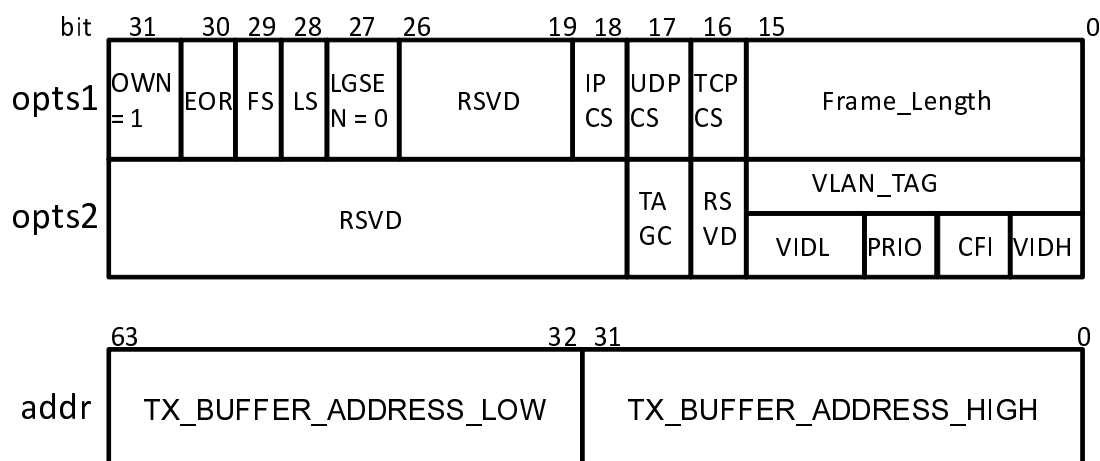 bit 31 30 29 28 27 26 19 18 17 16 15 0
opts1
OWN
= 1
EOR
FS
LS
LGSE
N = 0
RSVD
IP
CS
UDP
CS
TCP
CS
Frame_Length
opts2
RSVD
TA
GC
RS
VD
VLAN_TAG
VIDL
PRIO
CFI
VIDH
63 32 31 0
addr
TX_BUFFER_ADDRESS_LOW
TX_BUFFER_ADDRESS_HIGH